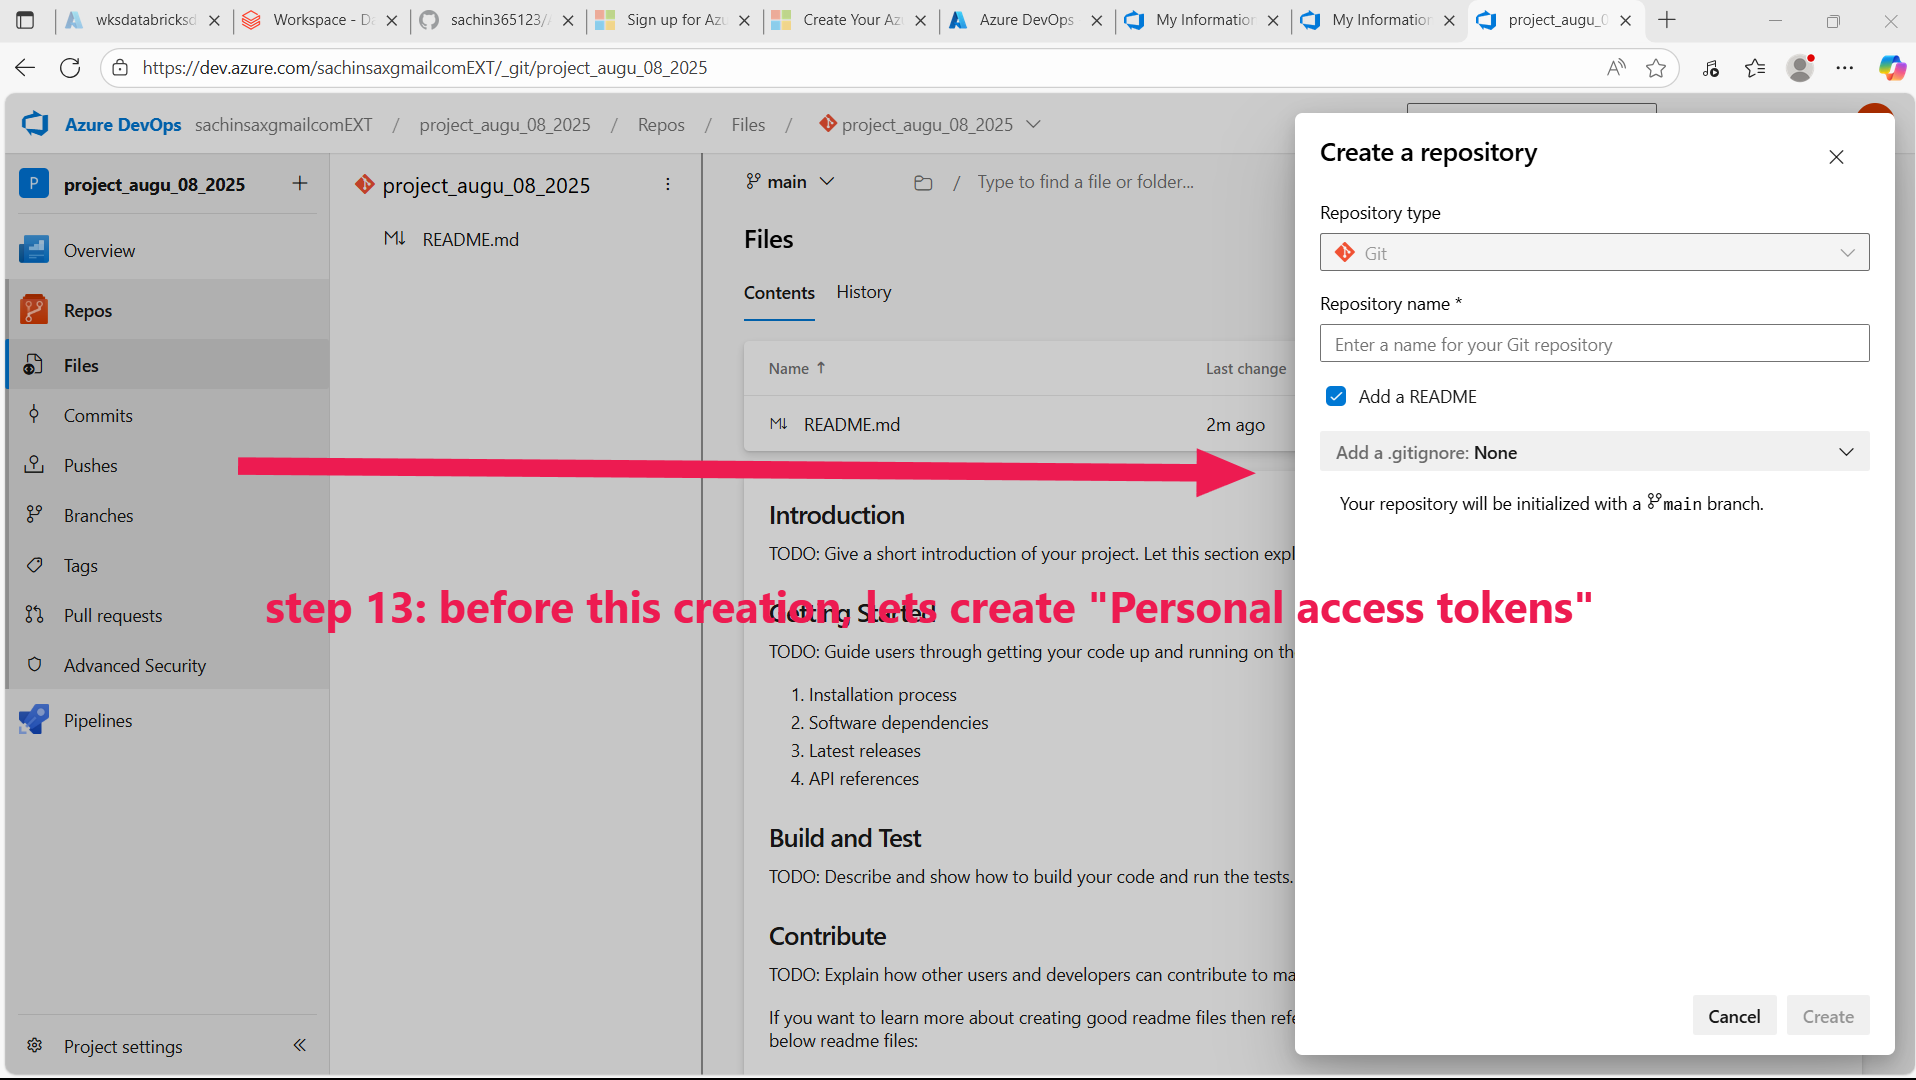 wksdatabricksd
Workspace - Da
sachin365123/A
Sign up for Azu
Create Your Az
Azure DevOps
My Information
My Information
project_augu_0
https://dev.azure.com/sachinsaxgmailcomEXT/_git/project_augu_08_2025
Azure DevOps sachinsaxgmailcomEXT / project_augu_08_2025 / Repos / Files / project_augu_08_2025
P project_augu_08_2025
Overview
Repos
Files
Commits
Pushes
Branches
Tags
Pull requests
Advanced Security
Pipelines
Project settings
project_augu_08_2025
README.md
main / Type to find a file or folder...
Files
Contents History
Name ↑ Last change
README.md 2m ago
Introduction
TODO: Give a short introduction of your project. Let this section expl
step 13: before this creation, lets create "Personal access tokens"
Getting Started
TODO: Guide users through getting your code up and running on th
1. Installation process
2. Software dependencies
3. Latest releases
4. API references
Build and Test
TODO: Describe and show how to build your code and run the tests.
Contribute
TODO: Explain how other users and developers can contribute to ma
If you want to learn more about creating good readme files then refe
below readme files:
Create a repository
Repository type
Git
Repository name *
Enter a name for your Git repository
Add a README
Add a .gitignore: None
Your repository will be initialized with a main branch.
Cancel
Create